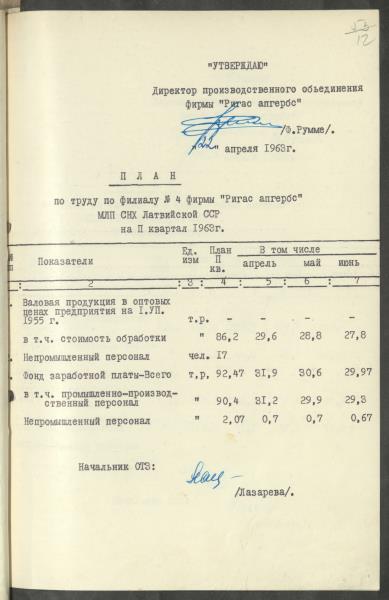 12
"УТВЕРЖДАЮ"
Директор производственного объединения
фирмы "Ригас апгербс"
/Ф.Румме/.
"22" апреля 1963г.
П Л А Н
по труду по филиалу № 4 фирмы "Ригас апгербс"
МЛП СНХ Латвийской ССР
на П квартал 1963г.
Показатели Ед. изм План П кв. В том числе
апрель май июнь
: 2 : 3 : 4 : 5 : 6 : 7
Валовая продукция в оптовых
ценах предприятия на I.УП.
1955 г. т.р. – – – –
в т.ч. стоимость обработки " 86,2 29,6 28,8 27,8
Непромышленный персонал чел. 17
Фонд заработной платы-Всего т.р. 92,47 31,9 30,6 29,97
в т.ч. промышленно-производ-
ственный персонал " 90,4 31,2 29,9 29,3
Непромышленный персонал " 2,07 0,7 0,7 0,67
Начальник ОТЗ:
/Лазарева/.